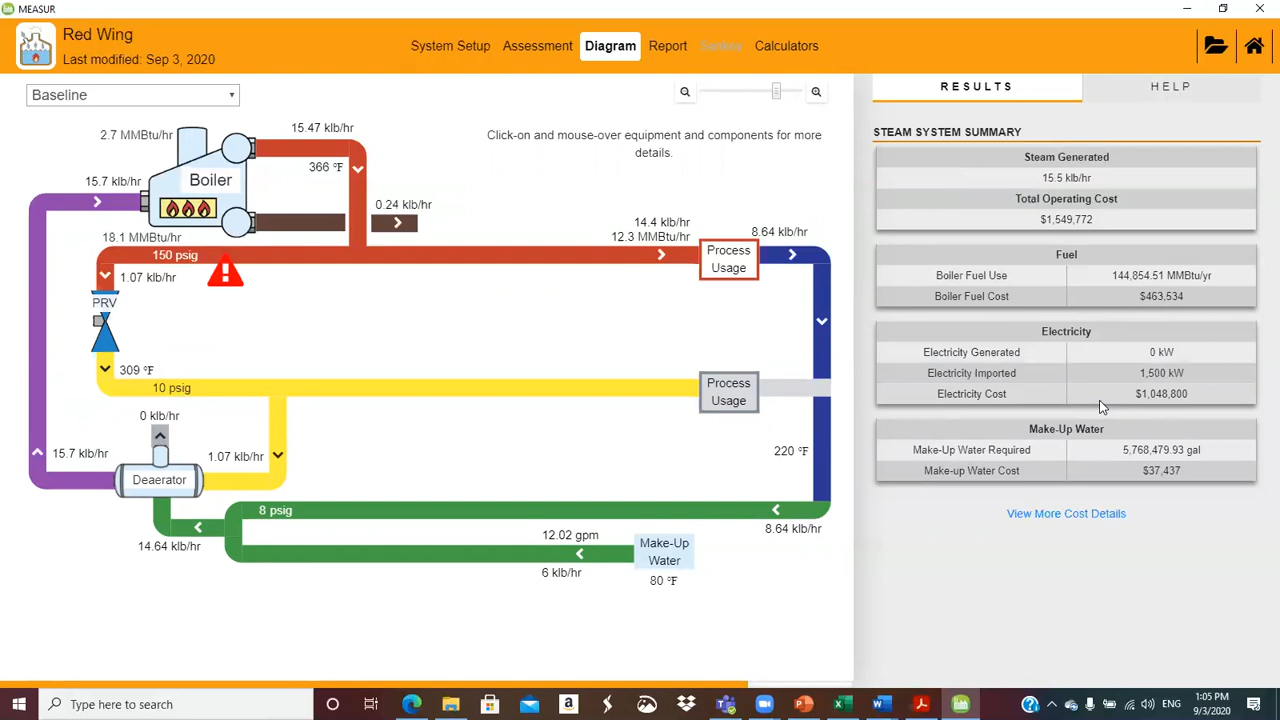 MEASUR
Red Wing
Last modified: Sep 3, 2020
System Setup
Assessment
Diagram
Report
Sankey
Calculators
Baseline
RESULTS
HELP
Click-on and mouse-over equipment and components for more
details.
2.7 MMBtu/hr
15.47 klb/hr
366 °F
15.7 klb/hr
Boiler
0.24 klb/hr
18.1 MMBtu/hr
14.4 klb/hr
12.3 MMBtu/hr
8.64 klb/hr
150 psig
Process
Usage
1.07 klb/hr
PRV
309 °F
10 psig
Process
Usage
0 klb/hr
15.7 klb/hr
1.07 klb/hr
220 °F
Deaerator
8 psig
8.64 klb/hr
14.64 klb/hr
12.02 gpm
Make-Up
Water
6 klb/hr
80 °F
STEAM SYSTEM SUMMARY
Steam Generated
15.5 klb/hr
Total Operating Cost
$1,549,772
Fuel
Boiler Fuel Use 144,854.51 MMBtu/yr
Boiler Fuel Cost $463,534
Electricity
Electricity Generated 0 kW
Electricity Imported 1,500 kW
Electricity Cost $1,048,800
Make-Up Water
Make-Up Water Required 5,768,479.93 gal
Make-up Water Cost $37,437
View More Cost Details
Type here to search
ENG
1:05 PM
9/3/2020